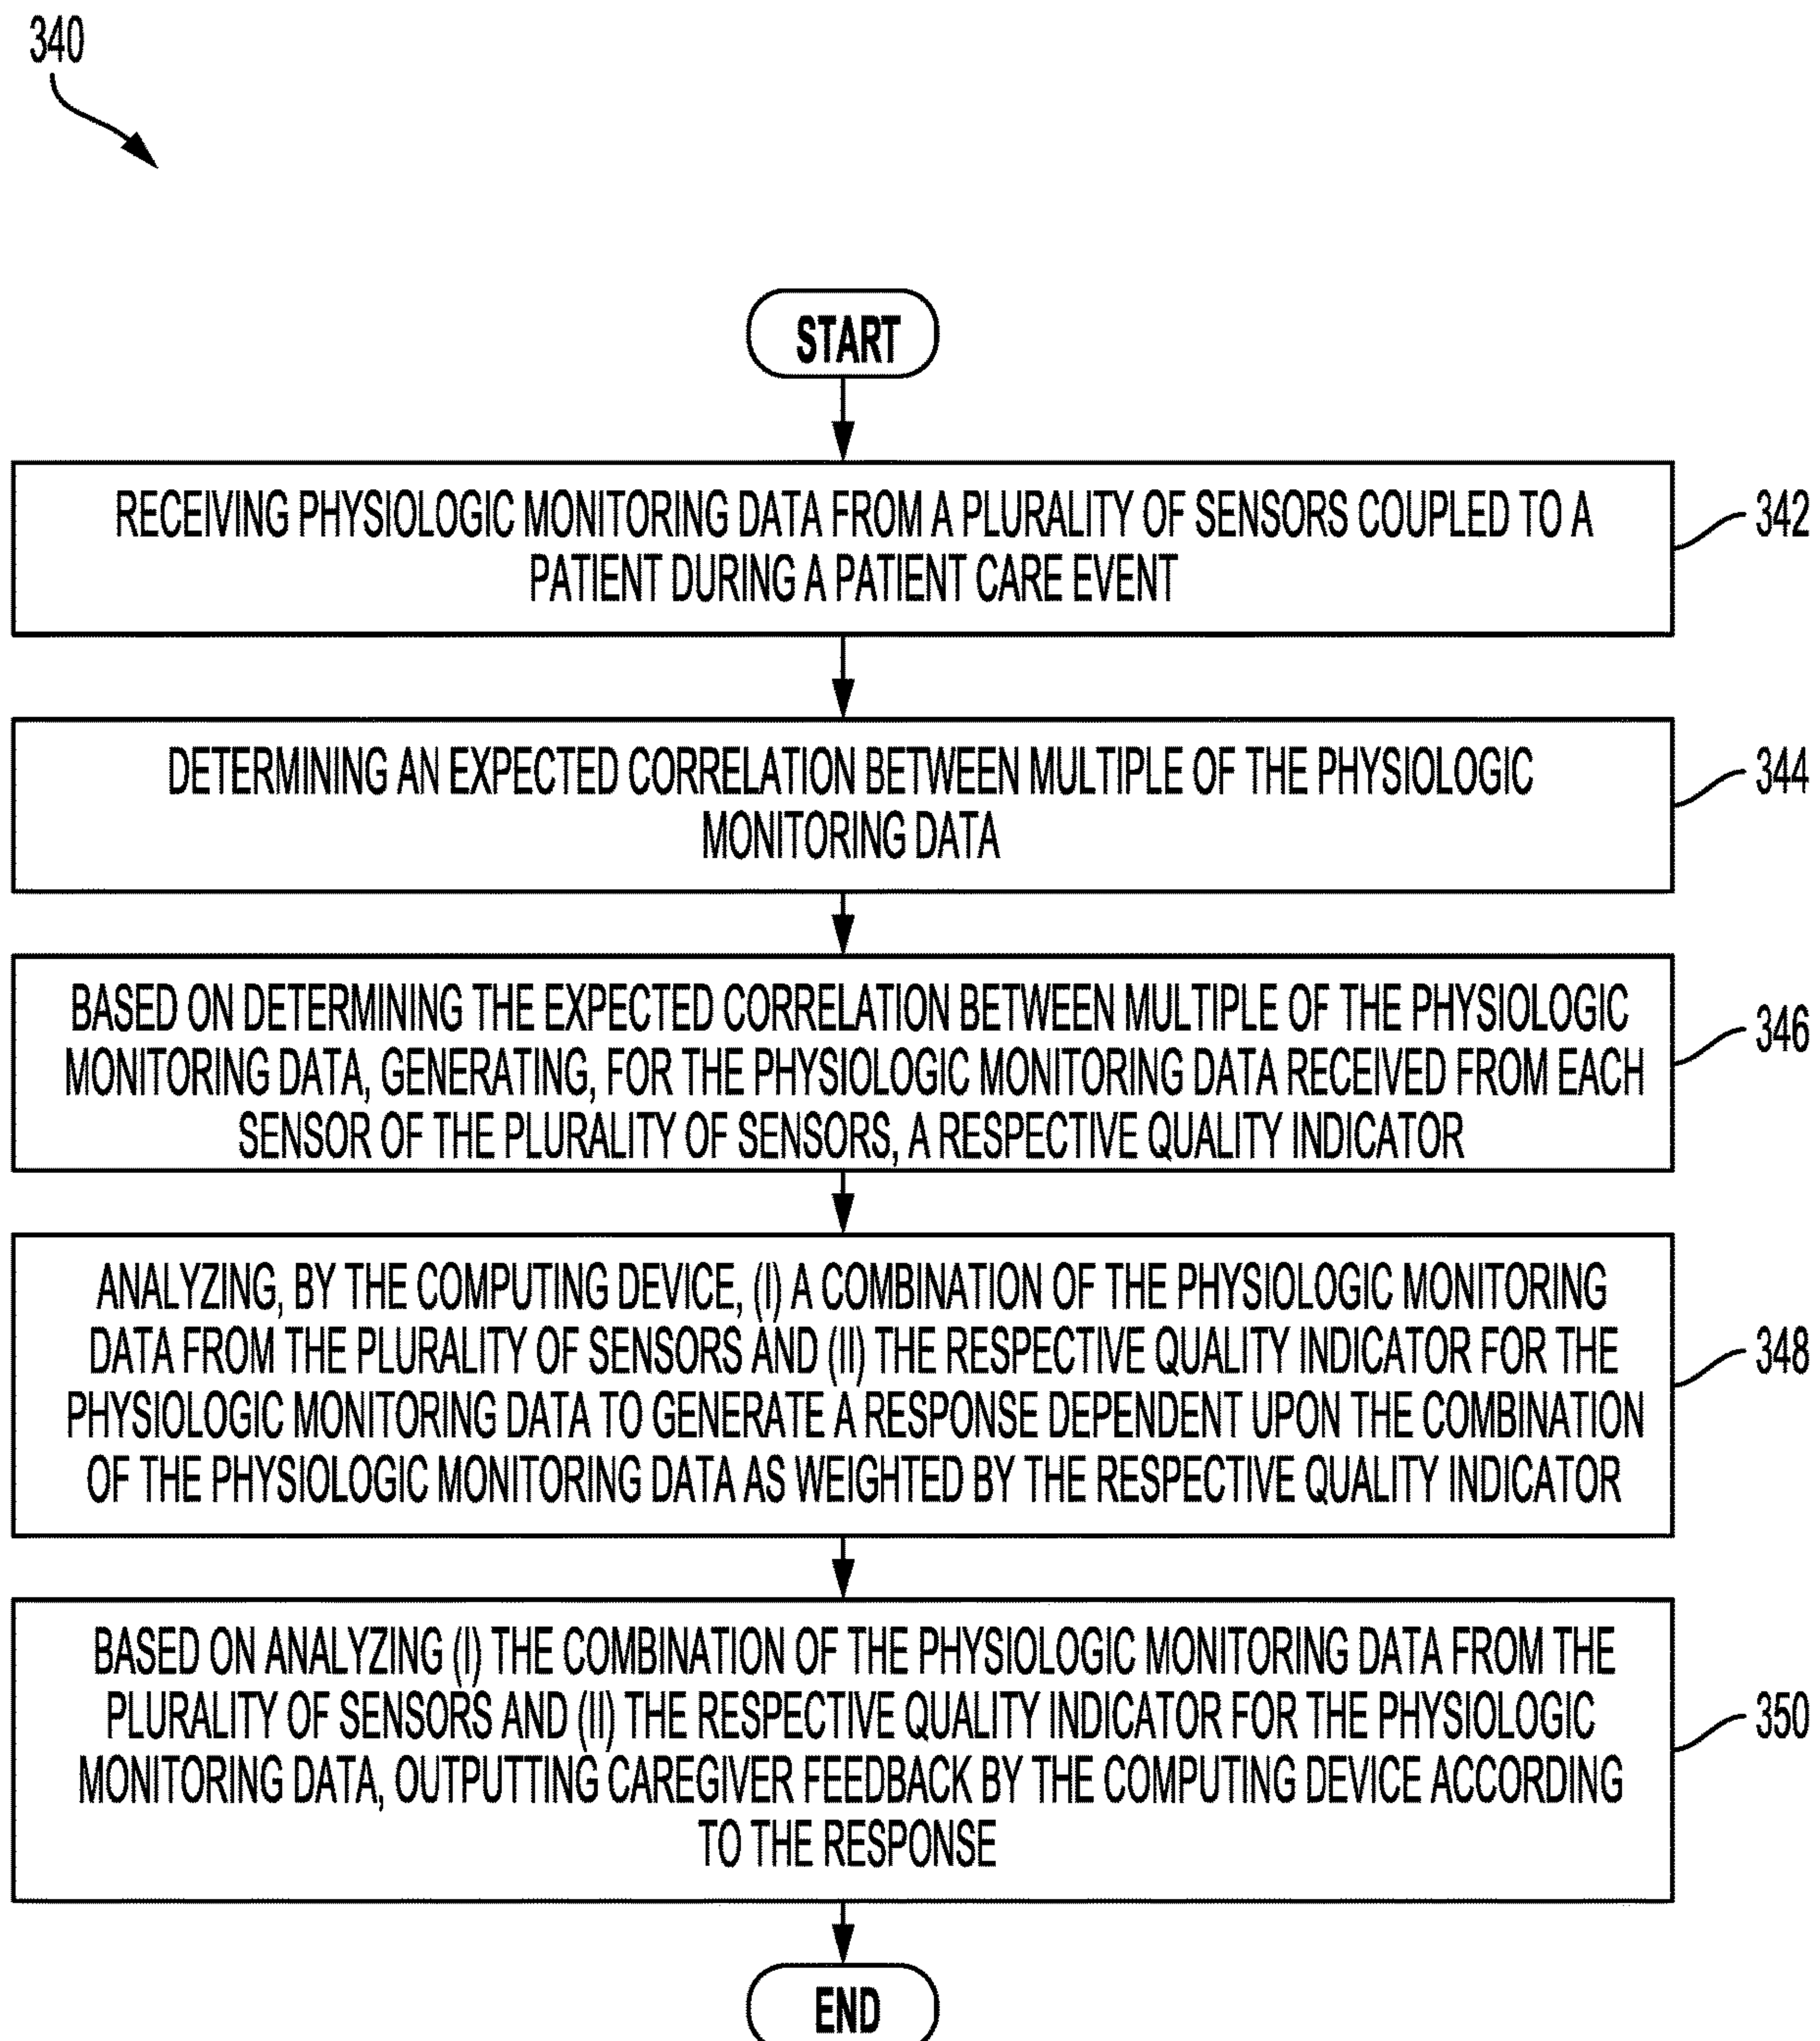 340
START
RECEIVING PHYSIOLOGIC MONITORING DATA FROM A PLURALITY OF SENSORS COUPLED TO A
PATIENT DURING A PATIENT CARE EVENT
342
DETERMINING AN EXPECTED CORRELATION BETWEEN MULTIPLE OF THE PHYSIOLOGIC
MONITORING DATA
344
BASED ON DETERMINING THE EXPECTED CORRELATION BETWEEN MULTIPLE OF THE PHYSIOLOGIC
MONITORING DATA, GENERATING, FOR THE PHYSIOLOGIC MONITORING DATA RECEIVED FROM EACH
SENSOR OF THE PLURALITY OF SENSORS, A RESPECTIVE QUALITY INDICATOR
346
ANALYZING, BY THE COMPUTING DEVICE, (I) A COMBINATION OF THE PHYSIOLOGIC MONITORING
DATA FROM THE PLURALITY OF SENSORS AND (II) THE RESPECTIVE QUALITY INDICATOR FOR THE
PHYSIOLOGIC MONITORING DATA TO GENERATE A RESPONSE DEPENDENT UPON THE COMBINATION
OF THE PHYSIOLOGIC MONITORING DATA AS WEIGHTED BY THE RESPECTIVE QUALITY INDICATOR
348
BASED ON ANALYZING (I) THE COMBINATION OF THE PHYSIOLOGIC MONITORING DATA FROM THE
PLURALITY OF SENSORS AND (II) THE RESPECTIVE QUALITY INDICATOR FOR THE PHYSIOLOGIC
MONITORING DATA, OUTPUTTING CAREGIVER FEEDBACK BY THE COMPUTING DEVICE ACCORDING
TO THE RESPONSE
350
END